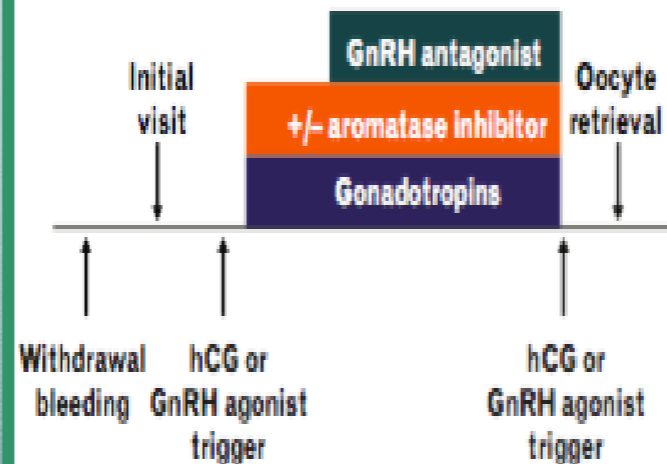 GnRH antagonist
Initial
visit
Oocyte
retrieval
+/- aromatase inhibitor
Gonadotropins
Withdrawal
bleeding
hCG or
GnRH agonist
trigger
hCG or
GnRH agonist
trigger